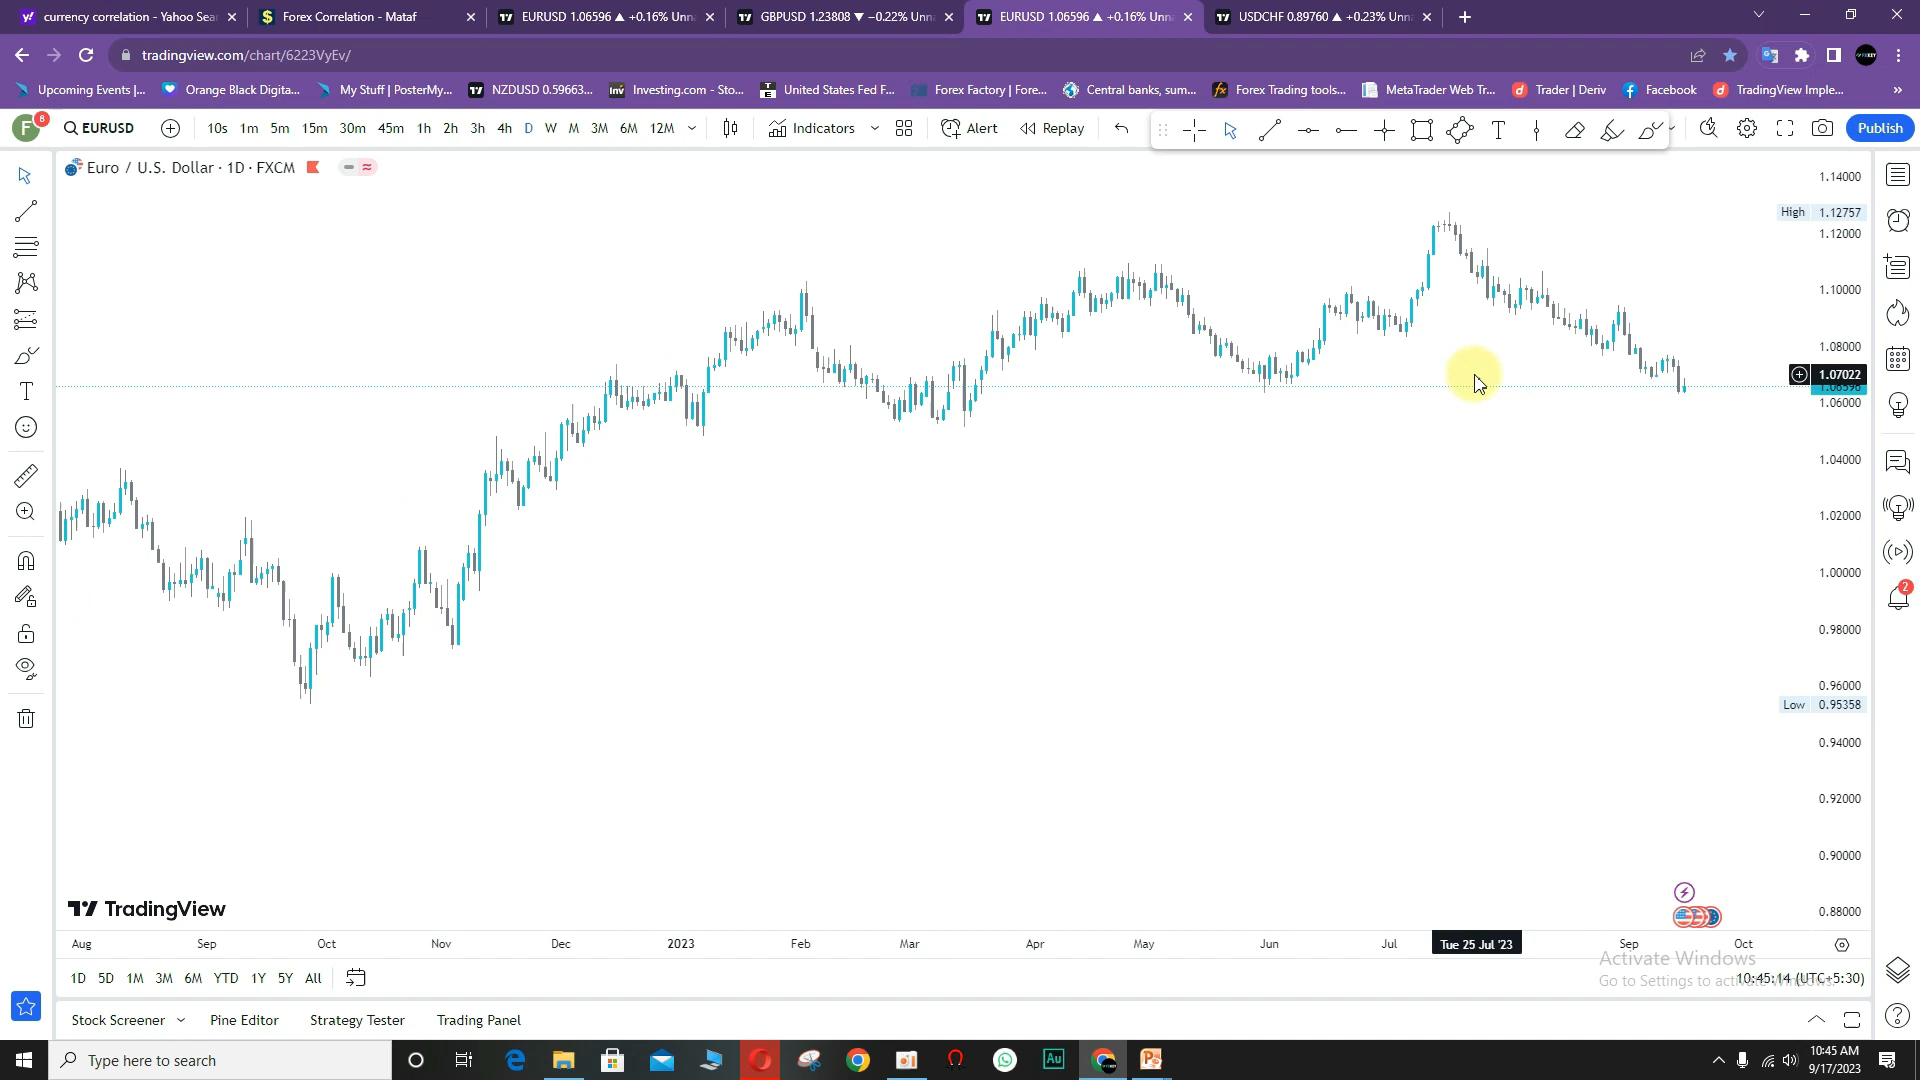 currency correlation - Yahoo Sea
Forex Correlation - Mataf
EURUSD 1.06596 ▲ +0.16% Unn
GBPUSD 1.23808 ▼ −0.22% Unn
EURUSD 1.06596 ▲ +0.16% Unn
USDCHF 0.89760 ▲ +0.23% Unn
tradingview.com/chart/6223VyEv/
Upcoming Events |...
Orange Black Digita...
My Stuff | PosterMy...
NZDUSD 0.59663...
Investing.com - Sto...
United States Fed F...
Forex Factory | Fore...
Central banks, sum...
Forex Trading tools...
MetaTrader Web Tr...
Trader | Deriv
Facebook
TradingView Imple...
F
8
EURUSD
10s 1m 5m 15m 30m 45m 1h 2h 3h 4h D W M 3M 6M 12M
Indicators
Alert
Replay
Publish
Euro / U.S. Dollar · 1D · FXCM
1.14000
High 1.12757
1.12000
1.10000
1.08000
1.07022
1.06000
1.04000
1.02000
1.00000
0.98000
0.96000
Low 0.95358
0.94000
0.92000
0.90000
0.88000
2
TradingView
Aug Sep Oct Nov Dec 2023 Feb Mar Apr May Jun Jul Tue 25 Jul '23 Sep Oct
Activate Windows
Go to Settings to activate Windows.
1D 5D 1M 3M 6M YTD 1Y 5Y All
10:45:14 (UTC+5:30)
Stock Screener
Pine Editor
Strategy Tester
Trading Panel
Type here to search
Au
10:45 AM
9/17/2023